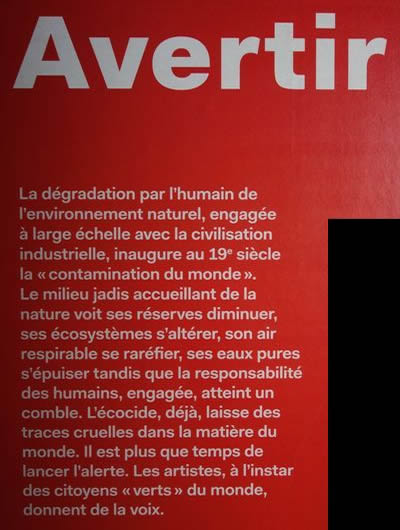 Avertir
La dégradation par l'humain de
l'environnement naturel, engagée
à large échelle avec la civilisation
industrielle, inaugure au 19e siècle
la « contamination du monde ».
Le milieu jadis accueillant de la
nature voit ses réserves diminuer,
ses écosystèmes s'altérer, son air
respirable se raréfier, ses eaux pures
s'épuiser tandis que la responsabilité
des humains, engagée, atteint un
comble. L'écocide, déjà, laisse des
traces cruelles dans la matière du
monde. Il est plus que temps de
lancer l'alerte. Les artistes, à l'instar
des citoyens « verts » du monde,
donnent de la voix.